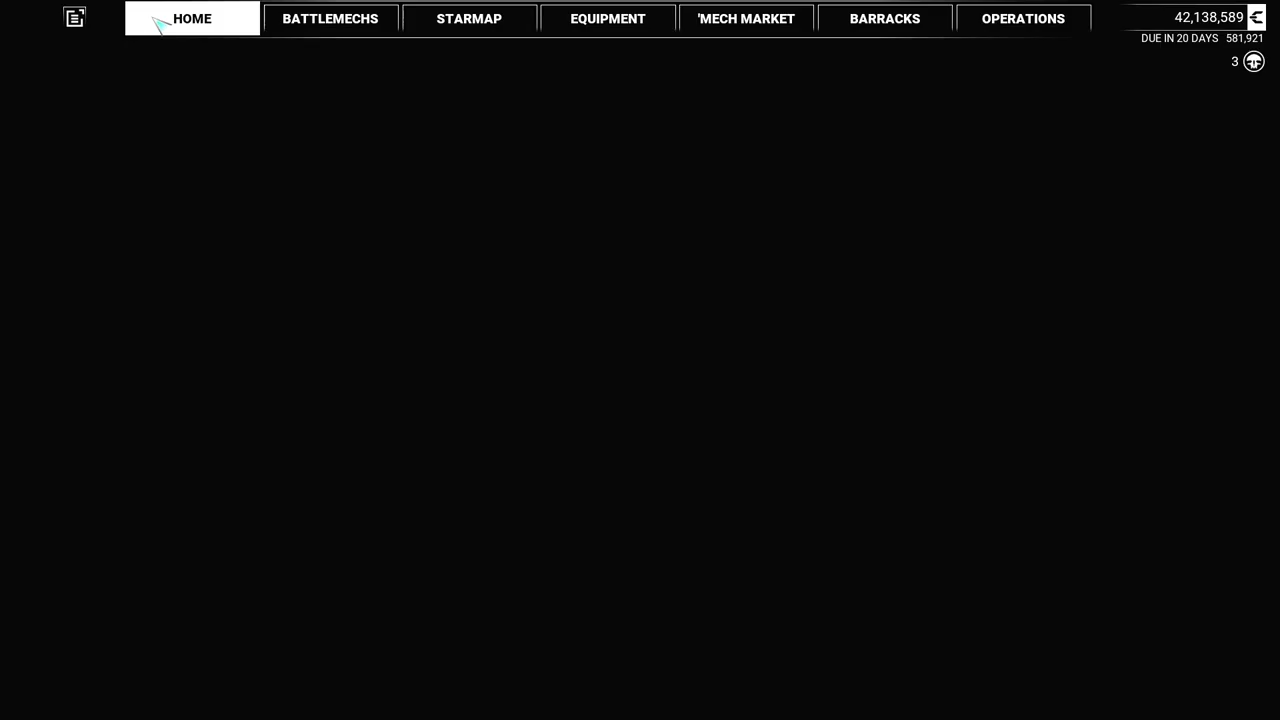 HOME BATTLEMECHS STARMAP EQUIPMENT 'MECH MARKET BARRACKS OPERATIONS 42,138,589
DUE IN 20 DAYS 581,921
3